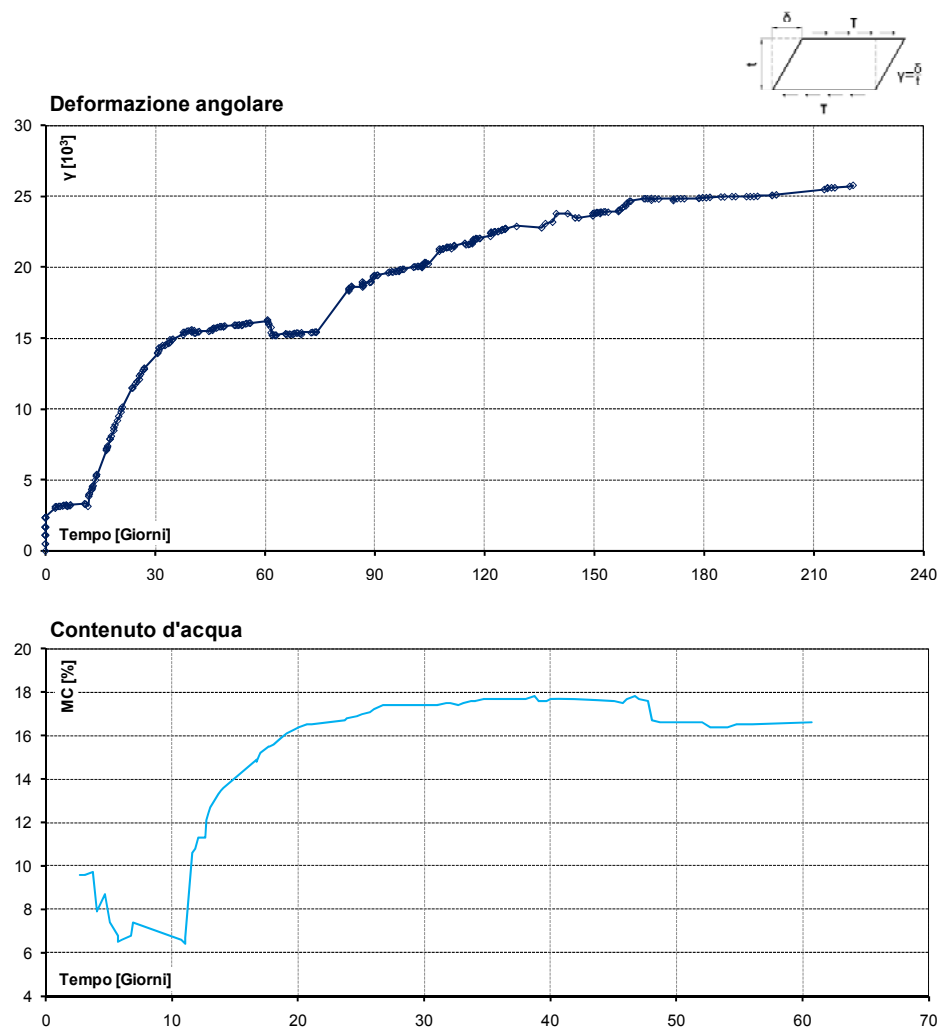 δ T
t
γ=δ/t
T
Deformazione angolare
γ [10³]
30
25
20
15
10
5
0
Tempo [Giorni]
0 30 60 90 120 150 180 210 240
Contenuto d'acqua
MC [%]
20
18
16
14
12
10
8
6
4
Tempo [Giorni]
0 10 20 30 40 50 60 70